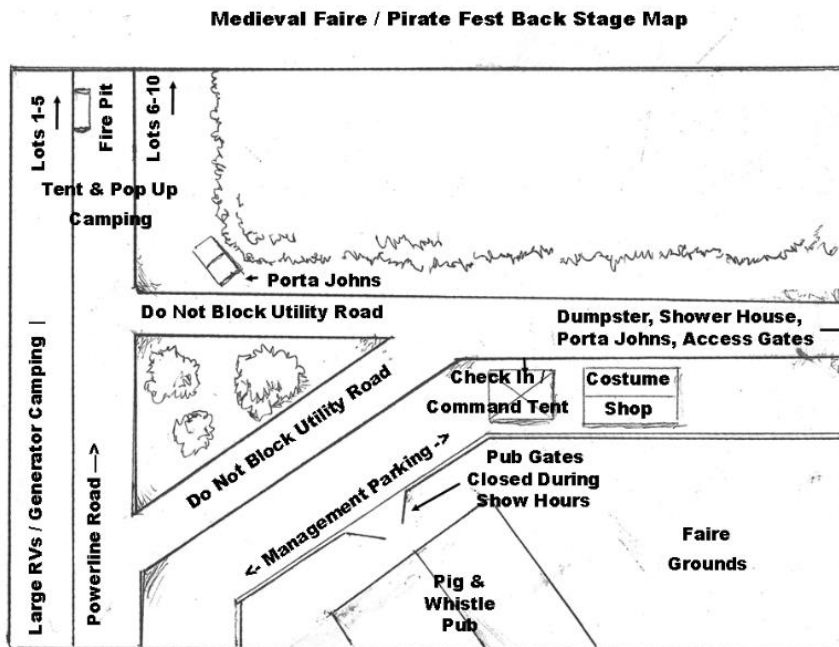 Medieval Faire / Pirate Fest Back Stage Map
Lots 1-5
Fire Pit
Lots 6-10
Tent & Pop Up
Camping
Porta Johns
Do Not Block Utility Road
Dumpster, Shower House,
Porta Johns, Access Gates
Check In /
Command Tent
Costume
Shop
Do Not Block Utility Road
<- Management Parking ->
Pub Gates
Closed During
Show Hours
Faire
Grounds
Pig &
Whistle
Pub
Large RVs / Generator Camping |
Powerline Road —>